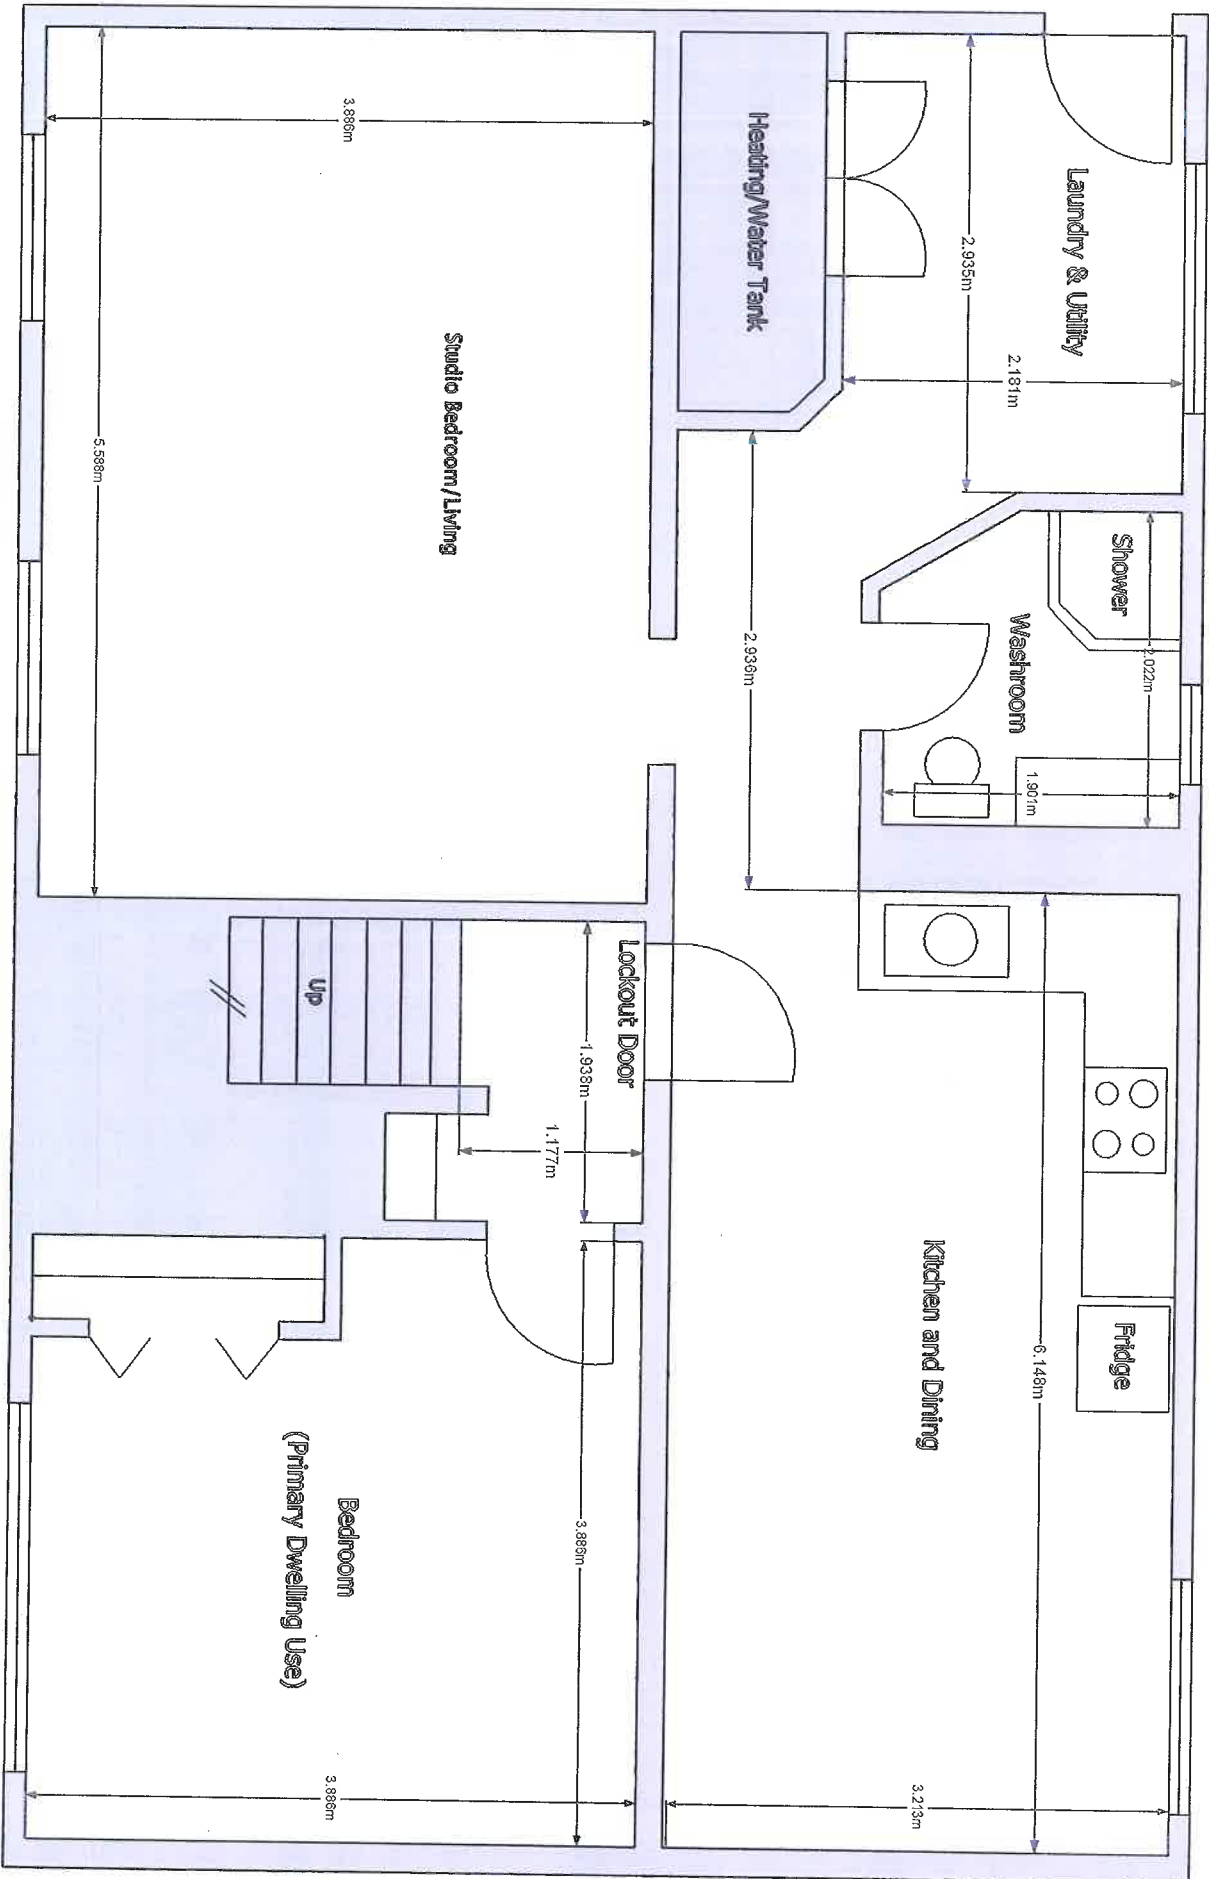 Laundry & Utility
2.935m
2.181m
Heating/Water Tank
Shower
2.022m
Washroom
1.901m
2.936m
Fridge
6.148m
Kitchen and Dining
3.213m
3.886m
Studio Bedroom/Living
5.588m
Lockout Door
1.938m
1.177m
Up
3.886m
Bedroom
(Primary Dwelling Use)
3.886m